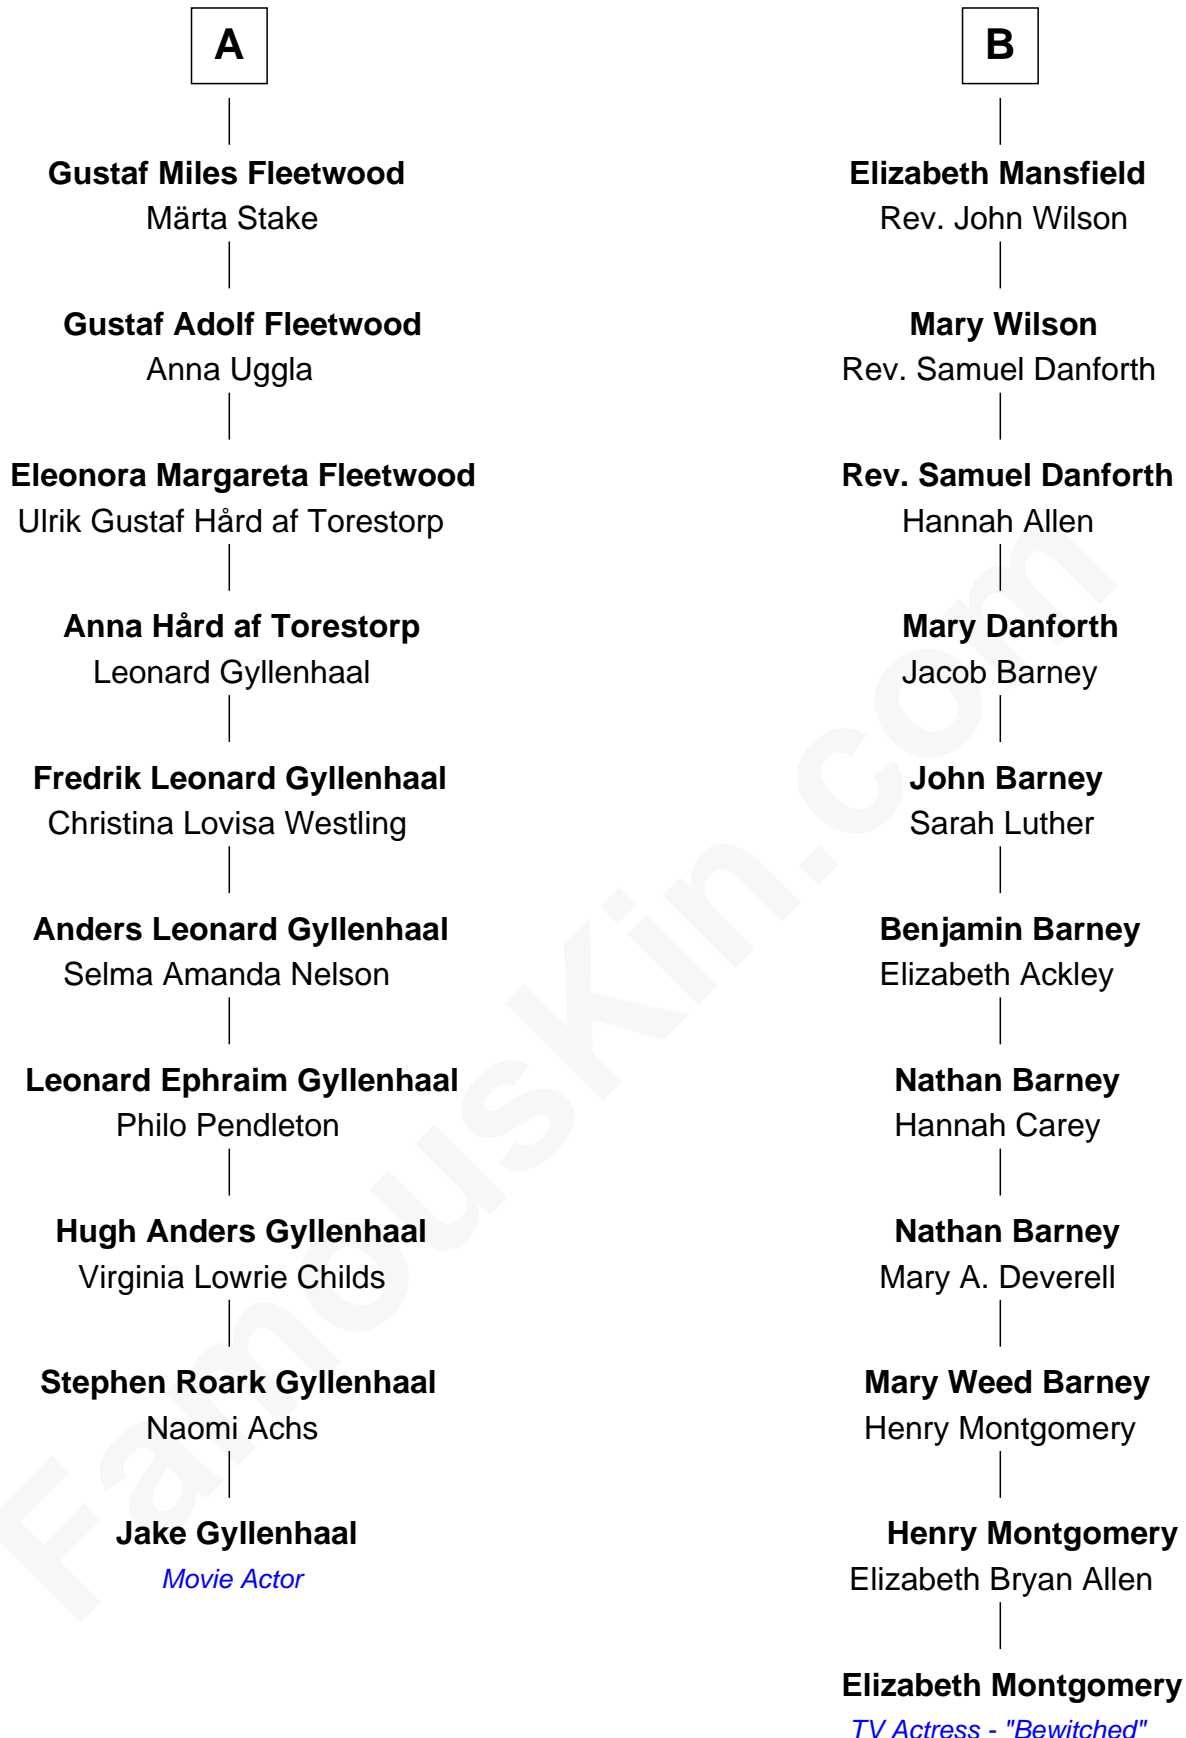 A
Gustaf Miles Fleetwood
Märta Stake
Gustaf Adolf Fleetwood
Anna Uggla
Eleonora Margareta Fleetwood
Ulrik Gustaf Hård af Torestorp
Anna Hård af Torestorp
Leonard Gyllenhaal
Fredrik Leonard Gyllenhaal
Christina Lovisa Westling
Anders Leonard Gyllenhaal
Selma Amanda Nelson
Leonard Ephraim Gyllenhaal
Philo Pendleton
Hugh Anders Gyllenhaal
Virginia Lowrie Childs
Stephen Roark Gyllenhaal
Naomi Achs
Jake Gyllenhaal
Movie Actor
B
Elizabeth Mansfield
Rev. John Wilson
Mary Wilson
Rev. Samuel Danforth
Rev. Samuel Danforth
Hannah Allen
Mary Danforth
Jacob Barney
John Barney
Sarah Luther
Benjamin Barney
Elizabeth Ackley
Nathan Barney
Hannah Carey
Nathan Barney
Mary A. Deverell
Mary Weed Barney
Henry Montgomery
Henry Montgomery
Elizabeth Bryan Allen
Elizabeth Montgomery
TV Actress - "Bewitched"
FamousKin.com